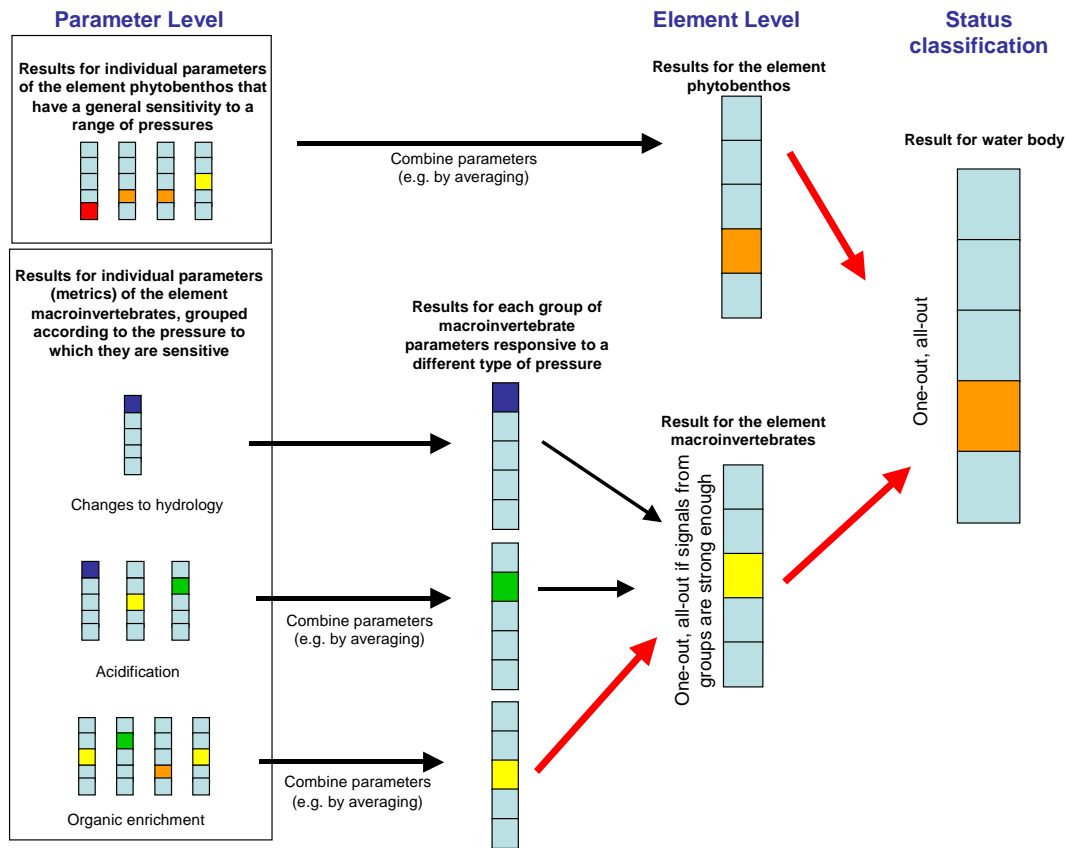 Parameter Level
Element Level
Status
classification
Results for individual parameters
of the element phytobenthos that
have a general sensitivity to a
range of pressures
Combine parameters
(e.g. by averaging)
Results for the element
phytobenthos
Result for water body
One-out, all-out
Results for individual parameters
(metrics) of the element
macroinvertebrates, grouped
according to the pressure to
which they are sensitive
Changes to hydrology
Acidification
Organic enrichment
Combine parameters
(e.g. by averaging)
Combine parameters
(e.g. by averaging)
Results for each group of
macroinvertebrate
parameters responsive to a
different type of pressure
One-out, all-out if signals from
groups are strong enough
Result for the element
macroinvertebrates